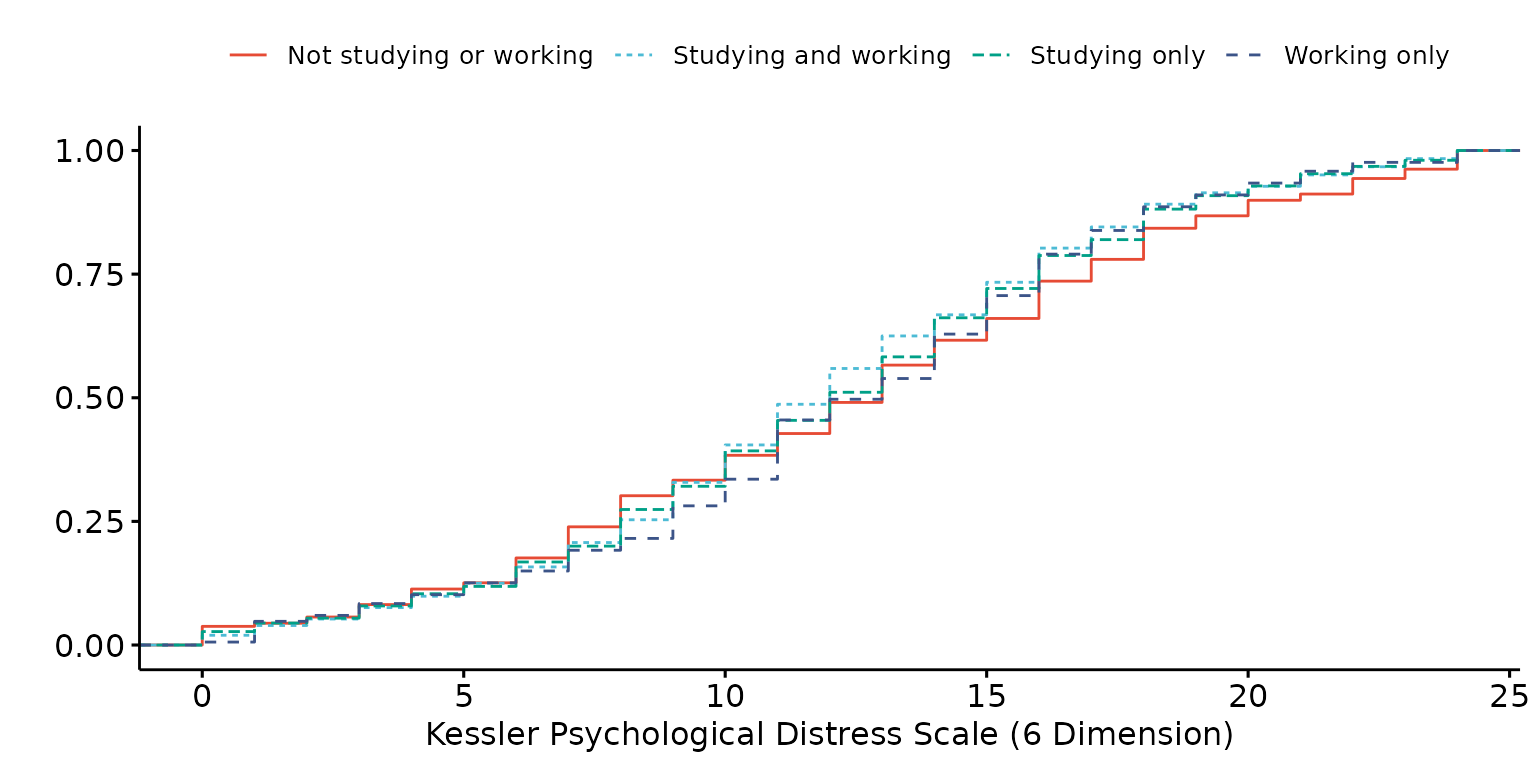 Not studying or working Studying and working Studying only Working only
1.00
0.75
0.50
0.25
0.00
0 5 10 15 20 25
Kessler Psychological Distress Scale (6 Dimension)